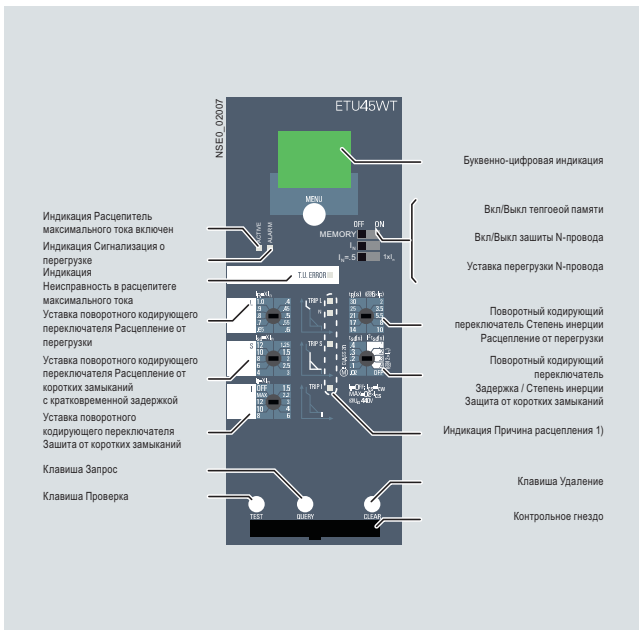 NSE0_02007
ETU45WT
MENU
OFF ON
MEMORY
ACTIVE
ALARM
T.U. ERROR
TRIP L
N
TRIP S
TRIP I
TEST
QUERY
CLEAR
Индикация Расцепитель
максимального тока включен
Индикация Сигнализация о
перегрузке
Индикация
Неисправность в расцепитеге
максимального тока
Уставка поворотного кодирующего
переключателя Расцепление от
перегрузки
Уставка поворотного кодирующего
переключателя Расцепление от
коротких замыканий
с кратковременной задержкой
Уставка поворотного
кодирующего переключателя
Зашита от коротких замыканий
Клавиша Запрос
Клавиша Проверка
Буквенно-цифровая индикация
Вкл/Выкл тепгоеой памяти
Вкл/Выкл зашиты N-провода
Уставка перегрузки N-провода
Поворотный кодирующий
переключатель Степень инерции
Расцепление от перегрузки
Поворотный кодирующий
переключатель
Задержка / Степень инерции
Защита от коротких замыканий
Индикация Причина расцепления 1)
Клавиша Удаление
Контрольное гнездо